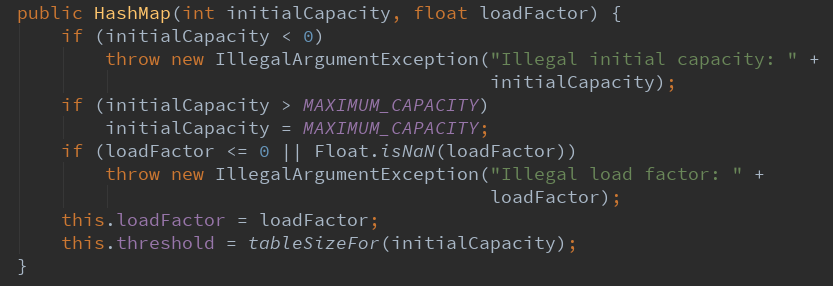 public HashMap(int initialCapacity, float loadFactor) {
    if (initialCapacity < 0)
        throw new IllegalArgumentException("Illegal initial capacity: " +
                                           initialCapacity);
    if (initialCapacity > MAXIMUM_CAPACITY)
        initialCapacity = MAXIMUM_CAPACITY;
    if (loadFactor <= 0 || Float.isNaN(loadFactor))
        throw new IllegalArgumentException("Illegal load factor: " +
                                           loadFactor);
    this.loadFactor = loadFactor;
    this.threshold = tableSizeFor(initialCapacity);
}